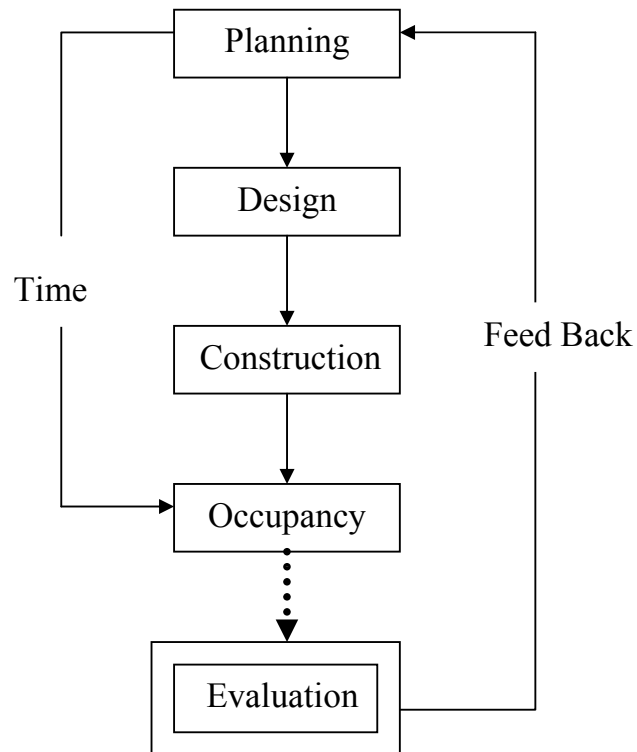 Planning
Design
Time
Construction
Feed Back
Occupancy
Evaluation